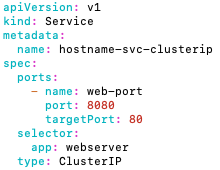 apiVersion: v1
kind: Service
metadata:
  name: hostname-svc-clusterip
spec:
  ports:
    - name: web-port
      port: 8080
      targetPort: 80
  selector:
    app: webserver
  type: ClusterIP